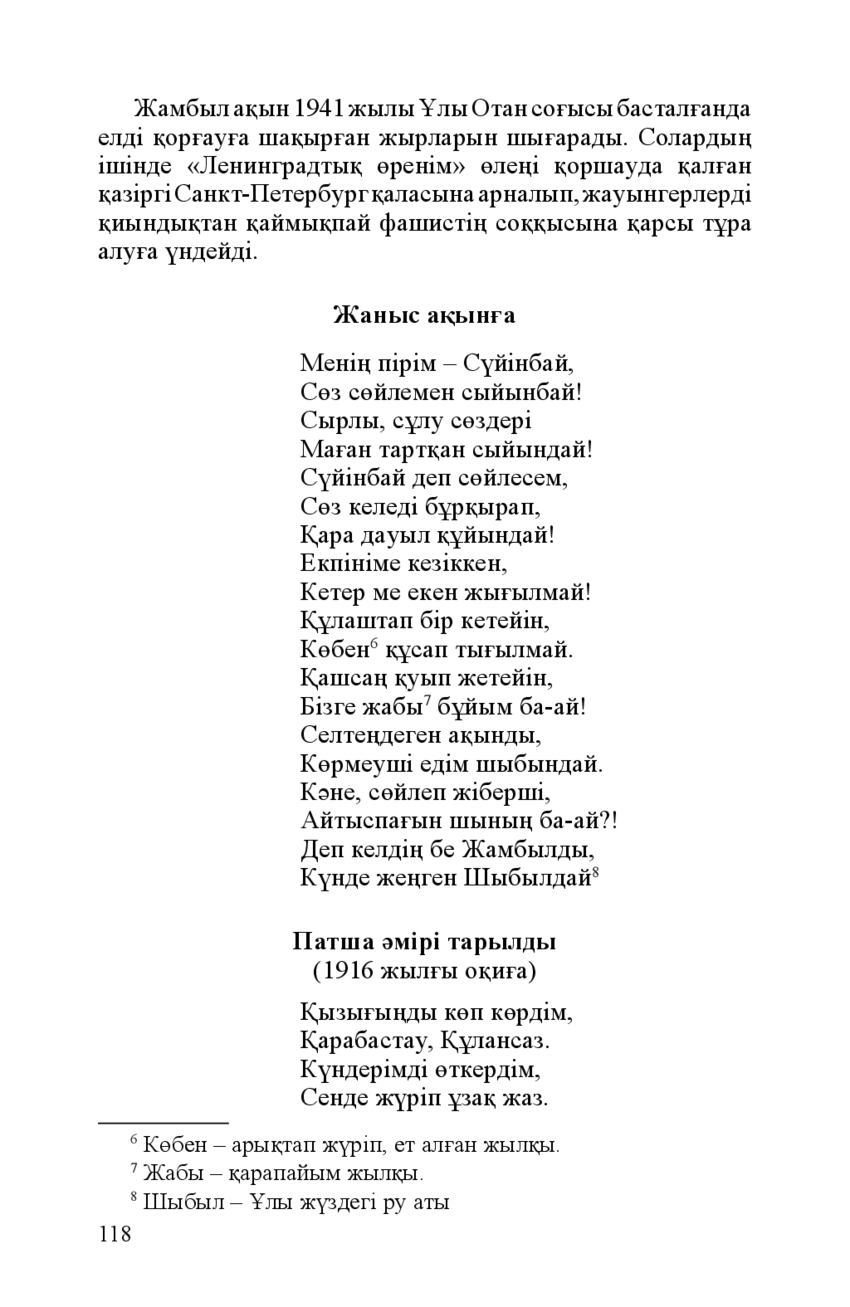 Жамбыл ақын 1941 жылы Ұлы Отан соғысы басталғанда
елді қорғауға шақырған жырларын шығарады. Солардың
ішінде «Ленинградтық өренім» өлеңі қоршауда қалған
қазіргі Санкт-Петербург қаласына арналып, жауынгерлерді
қиындықтан қаймықпай фашистің соққысына қарсы тұра
алуға үндейді.
Жаныс ақынға
Менің пірім – Сүйінбай,
Сөз сөйлемен сыйынбай!
Сырлы, сұлу сөздері
Маған тартқан сыйындай!
Сүйінбай деп сөйлесем,
Сөз келеді бұрқырап,
Қара дауыл құйындай!
Екпініме кезіккен,
Кетер ме екен жығылмай!
Құлаштап бір кетейін,
Көбен⁶ құсап тығылмай.
Қашсаң қуып жетейін,
Бізге жабы⁷ бұйым ба-ай!
Селтеңдеген ақынды,
Көрмеуші едім шыбындай.
Кәне, сөйлеп жіберші,
Айтыспағын шының ба-ай?!
Деп келдің бе Жамбылды,
Күнде жеңген Шыбылдай⁸
Патша әмірі тарылды
(1916 жылғы оқиға)
Қызығыңды көп көрдім,
Қарабастау, Құлансаз.
Күндерімді өткердім,
Сенде жүріп ұзақ жаз.
⁶ Көбен – арықтап жүріп, ет алған жылқы.
⁷ Жабы – қарапайым жылқы.
⁸ Шыбыл – Ұлы жүздегі ру аты
118